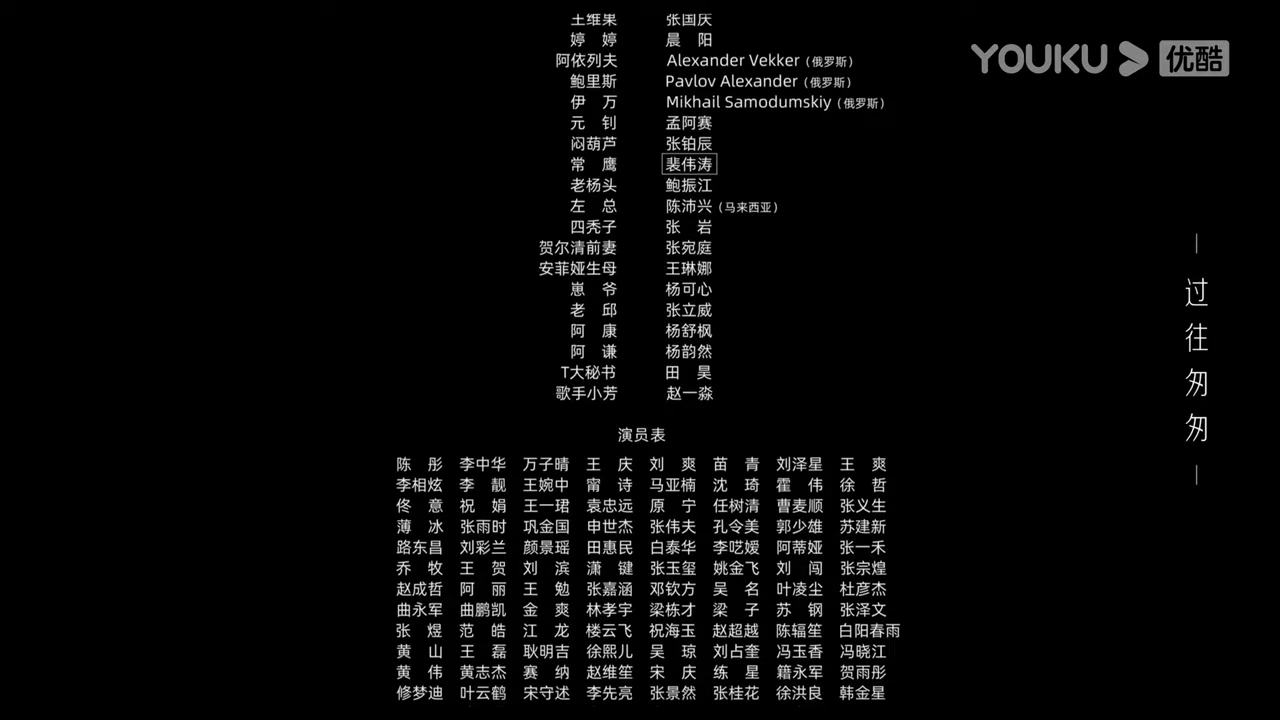 王维果 张国庆
婷 婷 晨 阳
阿依列夫 Alexander Vekker（俄罗斯）
鲍里斯 Pavlov Alexander（俄罗斯）
伊 万 Mikhail Samodumskiy（俄罗斯）
元 钊 孟阿赛
闷葫芦 张铂辰
常 鹰 裴伟涛
老杨头 鲍振江
左 总 陈沛兴（马来西亚）
四秃子 张 岩
贺尔清前妻 张宛庭
安菲娅生母 王琳娜
崽 爷 杨可心
老 邱 张立威
阿 康 杨舒枫
阿 谦 杨韵然
T大秘书 田 昊
歌手小芳 赵一淼
演员表
陈 彤 李中华 万子晴 王 庆 刘 爽 苗 青 刘泽星 王 爽
李相炫 李 靓 王婉中 甯 诗 马亚楠 沈 琦 霍 伟 徐 哲
佟 意 祝 娟 王一珺 袁忠远 原 宁 任树清 曹麦顺 张义生
薄 冰 张雨时 巩金国 申世杰 张伟夫 孔令美 郭少雄 苏建新
路东昌 刘彩兰 颜景瑶 田惠民 白泰华 李呓嫒 阿蒂娅 张一禾
乔 牧 王 贺 刘 滨 潇 键 张玉玺 姚金飞 刘 闯 张宗煌
赵成哲 阿 丽 王 勉 张嘉涵 邓钦方 吴 名 叶凌尘 杜彦杰
曲永军 曲鹏凯 金 爽 林孝宇 梁栋才 梁 子 苏 钢 张泽文
张 煜 范 皓 江 龙 楼云飞 祝海玉 赵超越 陈辐笙 白阳春雨
黄 山 王 磊 耿明吉 徐熙儿 吴 琼 刘占奎 冯玉香 冯晓江
黄 伟 黄志杰 赛 纳 赵维笙 宋 庆 练 星 籍永军 贺雨彤
修梦迪 叶云鹤 宋守述 李先亮 张景然 张桂花 徐洪良 韩金星
YOUKU 优酷
过往匆匆